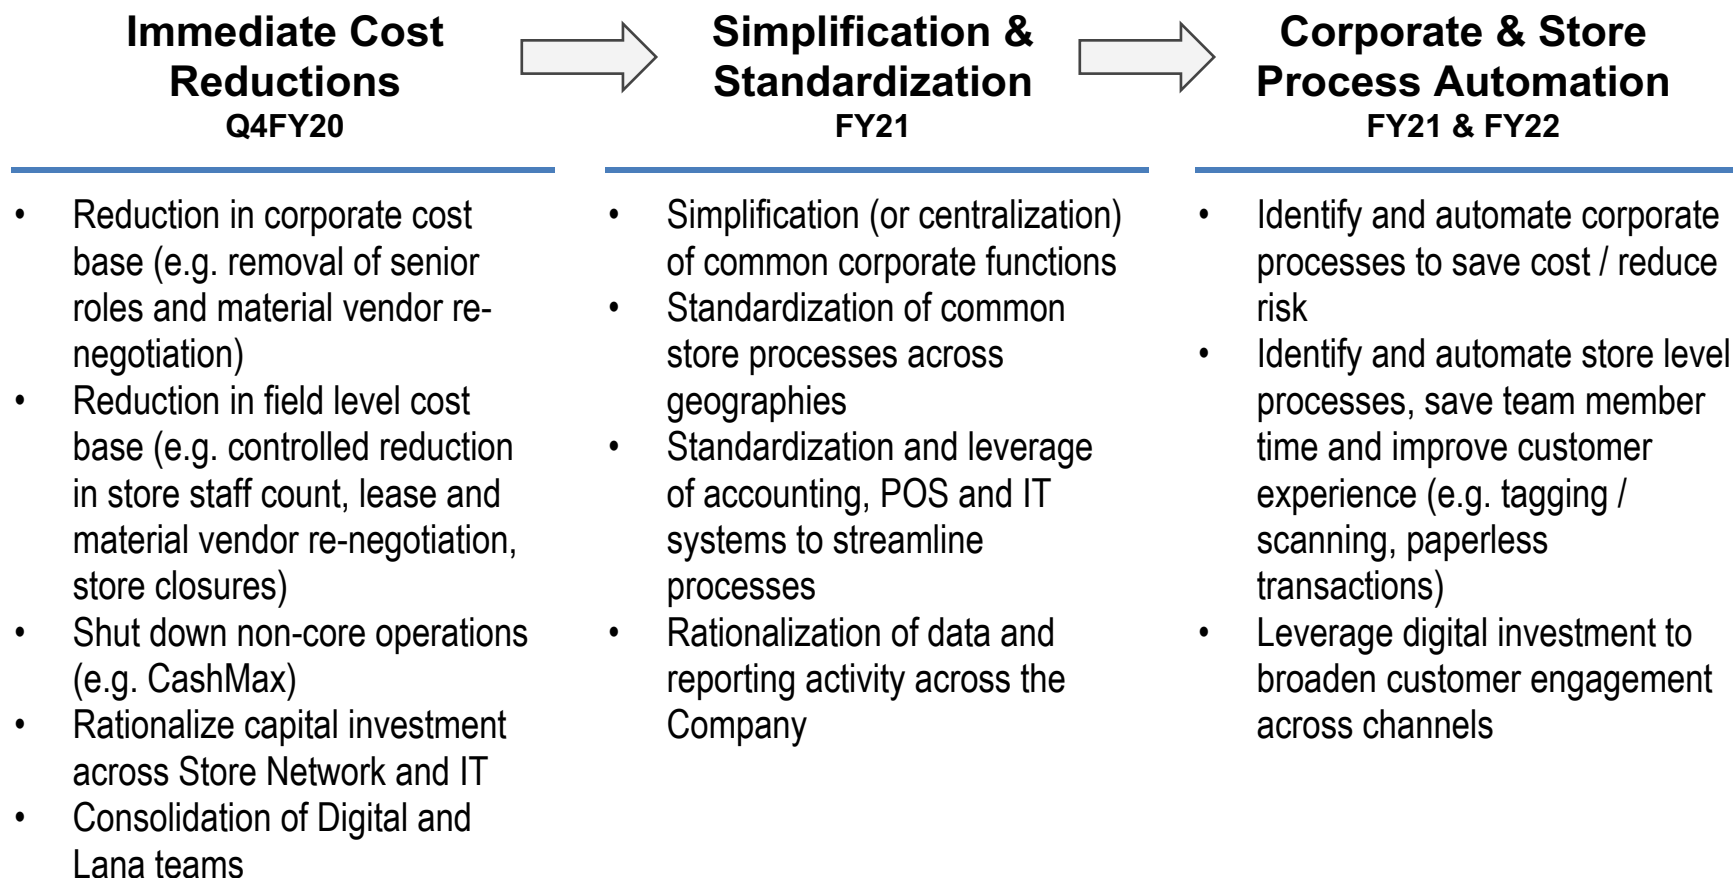 Immediate Cost
Reductions
Q4FY20
• Reduction in corporate cost
base (e.g. removal of senior
roles and material vendor re-
negotiation)
• Reduction in field level cost
base (e.g. controlled reduction
in store staff count, lease and
material vendor re-negotiation,
store closures)
• Shut down non-core operations
(e.g. CashMax)
• Rationalize capital investment
across Store Network and IT
• Consolidation of Digital and
Lana teams
Simplification &
Standardization
FY21
• Simplification (or centralization)
of common corporate functions
• Standardization of common
store processes across
geographies
• Standardization and leverage
of accounting, POS and IT
systems to streamline
processes
• Rationalization of data and
reporting activity across the
Company
Corporate & Store
Process Automation
FY21 & FY22
• Identify and automate corporate
processes to save cost / reduce
risk
• Identify and automate store level
processes, save team member
time and improve customer
experience (e.g. tagging /
scanning, paperless
transactions)
• Leverage digital investment to
broaden customer engagement
across channels